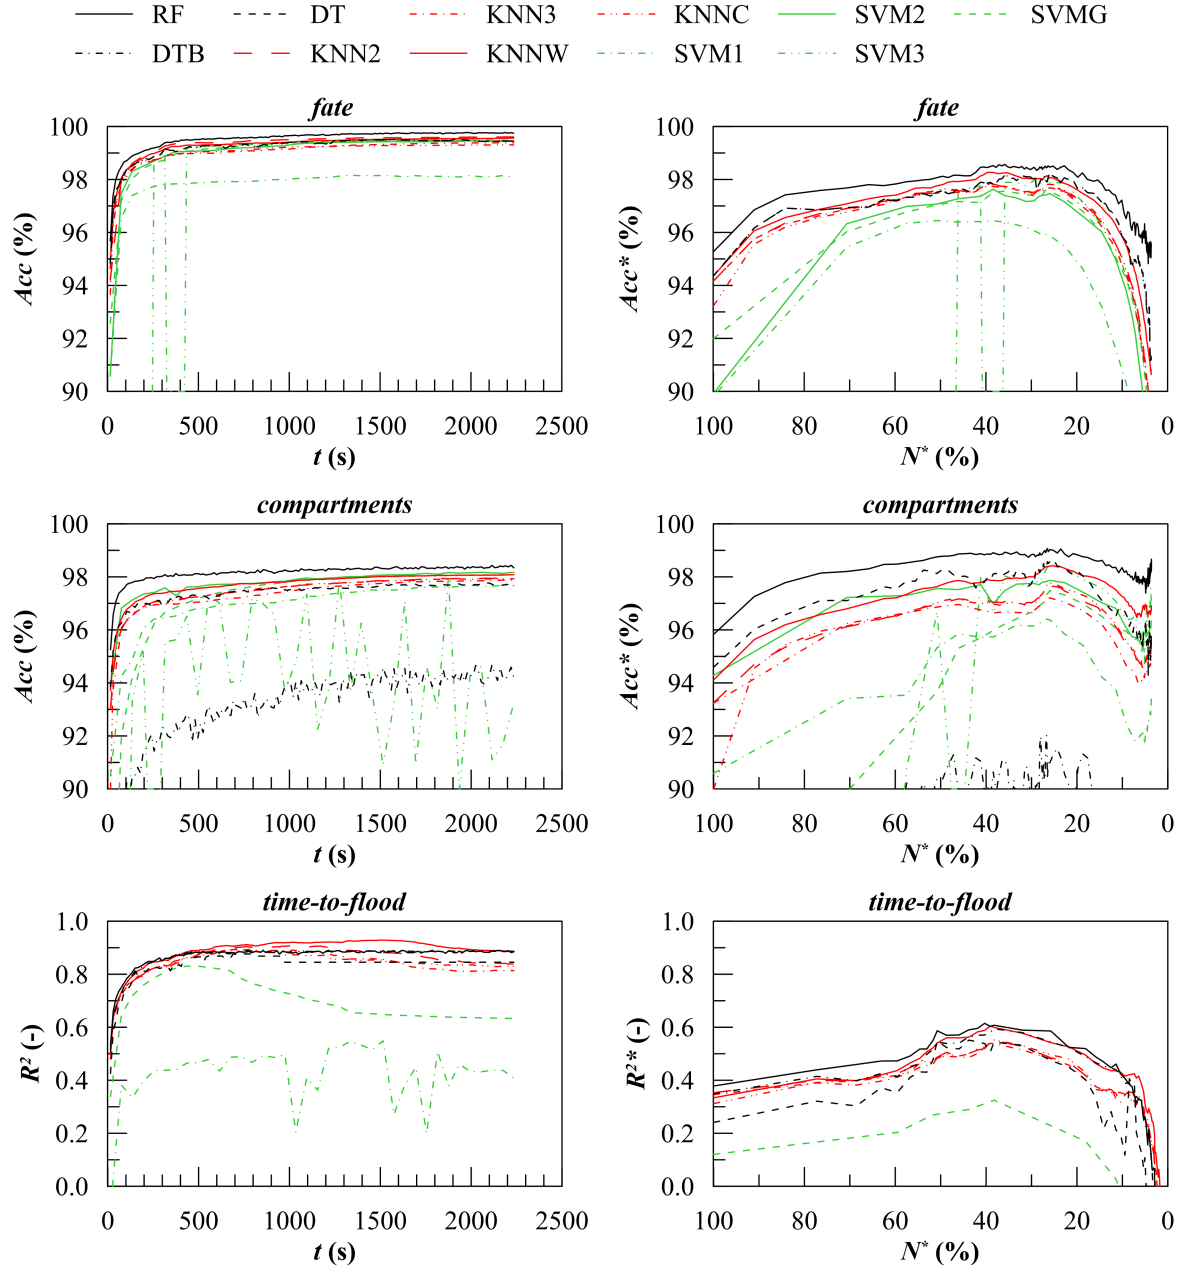 RF DT KNN3 KNNC SVM2 SVMG
DTB KNN2 KNNW SVM1 SVM3
fate
100
98
96
94
92
90
Acc (%)
0 500 1000 1500 2000 2500
t (s)
fate
100
98
96
94
92
90
Acc* (%)
100 80 60 40 20 0
N* (%)
compartments
100
98
96
94
92
90
Acc (%)
0 500 1000 1500 2000 2500
t (s)
compartments
100
98
96
94
92
90
Acc* (%)
100 80 60 40 20 0
N* (%)
time-to-flood
1.0
0.8
0.6
0.4
0.2
0.0
R² (-)
0 500 1000 1500 2000 2500
t (s)
time-to-flood
1.0
0.8
0.6
0.4
0.2
0.0
R²* (-)
100 80 60 40 20 0
N* (%)